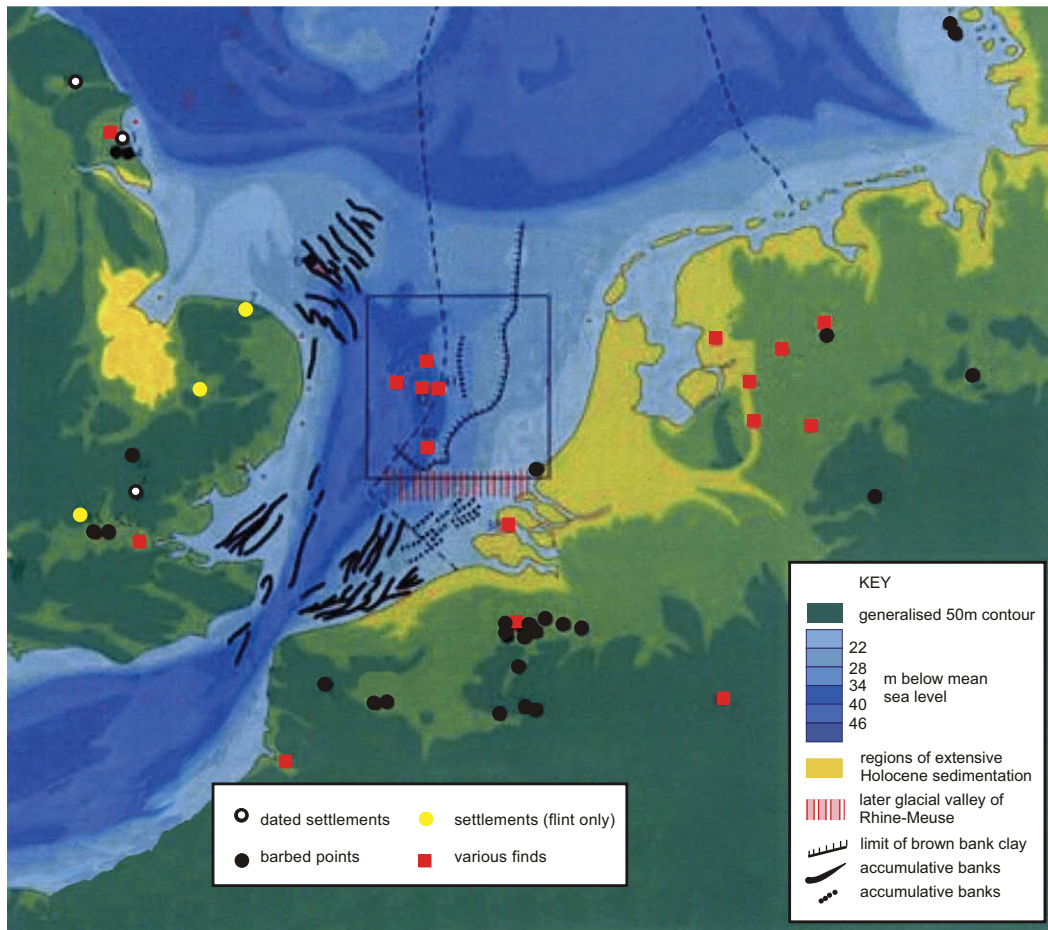 KEY
generalised 50m contour
22
28
34
40
46
m below mean
sea level
regions of extensive
Holocene sedimentation
later glacial valley of
Rhine-Meuse
limit of brown bank clay
accumulative banks
accumulative banks
dated settlements
settlements (flint only)
barbed points
various finds